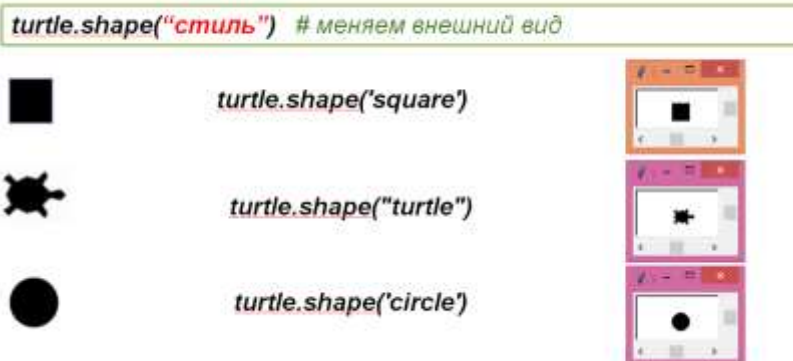 turtle.shape(“стиль”) # меняем внешний вид
turtle.shape('square')
turtle.shape("turtle")
turtle.shape('circle')